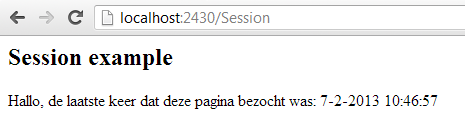 localhost:2430/Session
Session example
Hallo, de laatste keer dat deze pagina bezocht was: 7-2-2013 10:46:57